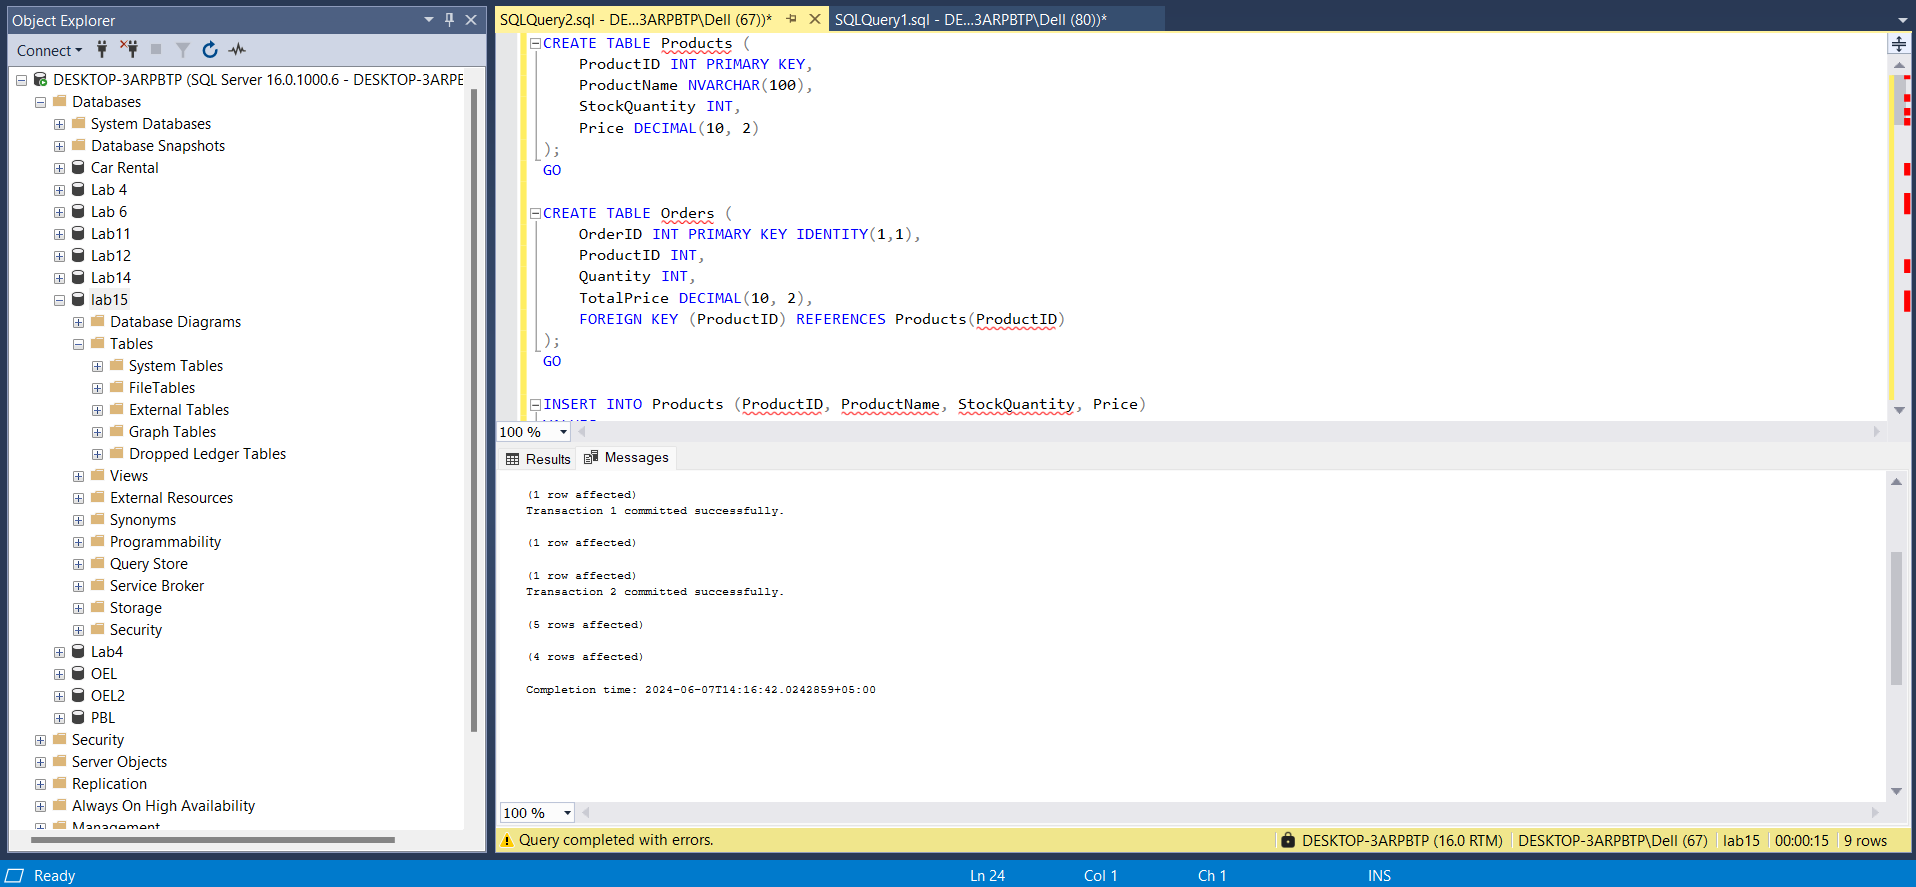 Object Explorer
Connect
DESKTOP-3ARPBTP (SQL Server 16.0.1000.6 - DESKTOP-3ARPE
Databases
System Databases
Database Snapshots
Car Rental
Lab 4
Lab 6
Lab11
Lab12
Lab14
lab15
Database Diagrams
Tables
System Tables
FileTables
External Tables
Graph Tables
Dropped Ledger Tables
Views
External Resources
Synonyms
Programmability
Query Store
Service Broker
Storage
Security
Lab4
OEL
OEL2
PBL
Security
Server Objects
Replication
Always On High Availability
Management
SQLQuery2.sql - DE...3ARPBTP\Dell (67))*
SQLQuery1.sql - DE...3ARPBTP\Dell (80))*
CREATE TABLE Products (
ProductID INT PRIMARY KEY,
ProductName NVARCHAR(100),
StockQuantity INT,
Price DECIMAL(10, 2)
);
GO
CREATE TABLE Orders (
OrderID INT PRIMARY KEY IDENTITY(1,1),
ProductID INT,
Quantity INT,
TotalPrice DECIMAL(10, 2),
FOREIGN KEY (ProductID) REFERENCES Products(ProductID)
);
GO
INSERT INTO Products (ProductID, ProductName, StockQuantity, Price)
100 %
Results
Messages
(1 row affected)
Transaction 1 committed successfully.
(1 row affected)
(1 row affected)
Transaction 2 committed successfully.
(5 rows affected)
(4 rows affected)
Completion time: 2024-06-07T14:16:42.0242859+05:00
100 %
Query completed with errors.
DESKTOP-3ARPBTP (16.0 RTM)
DESKTOP-3ARPBTP\Dell (67)
lab15
00:00:15
9 rows
Ready
Ln 24
Col 1
Ch 1
INS